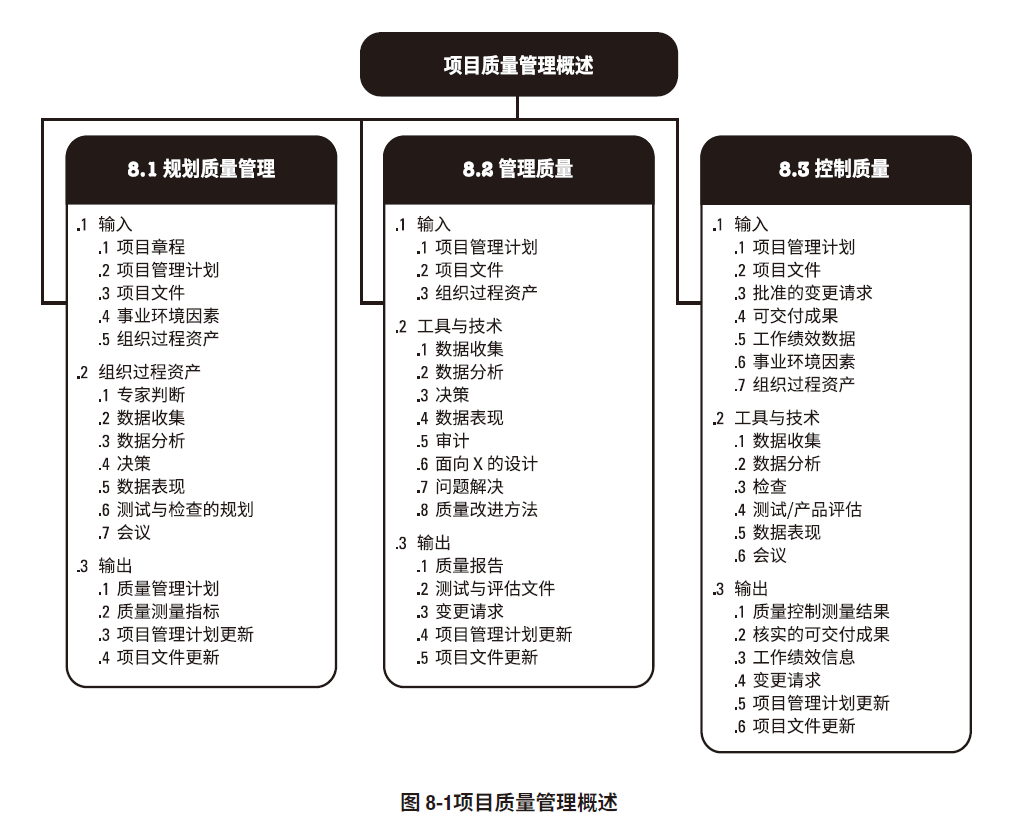 项目质量管理概述
8.1 规划质量管理
.1 输入
.1 项目章程
.2 项目管理计划
.3 项目文件
.4 事业环境因素
.5 组织过程资产
.2 组织过程资产
.1 专家判断
.2 数据收集
.3 数据分析
.4 决策
.5 数据表现
.6 测试与检查的规划
.7 会议
.3 输出
.1 质量管理计划
.2 质量测量指标
.3 项目管理计划更新
.4 项目文件更新
8.2 管理质量
.1 输入
.1 项目管理计划
.2 项目文件
.3 组织过程资产
.2 工具与技术
.1 数据收集
.2 数据分析
.3 决策
.4 数据表现
.5 审计
.6 面向 X 的设计
.7 问题解决
.8 质量改进方法
.3 输出
.1 质量报告
.2 测试与评估文件
.3 变更请求
.4 项目管理计划更新
.5 项目文件更新
8.3 控制质量
.1 输入
.1 项目管理计划
.2 项目文件
.3 批准的变更请求
.4 可交付成果
.5 工作绩效数据
.6 事业环境因素
.7 组织过程资产
.2 工具与技术
.1 数据收集
.2 数据分析
.3 检查
.4 测试/产品评估
.5 数据表现
.6 会议
.3 输出
.1 质量控制测量结果
.2 核实的可交付成果
.3 工作绩效信息
.4 变更请求
.5 项目管理计划更新
.6 项目文件更新
图 8-1项目质量管理概述